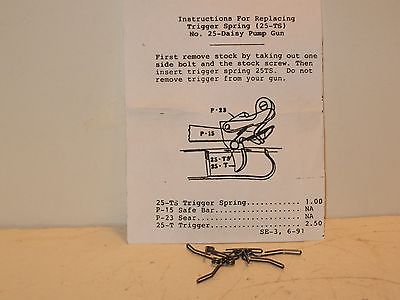 Instructions For Replacing
Trigger Spring (25-TS)
No. 25-Daisy Pump Gun
First remove stock by taking out one
side bolt and the stock screw. Then
insert trigger spring 25TS. Do not
remove trigger from your gun.
P-23
P-15
25-TS
25-T
25-TS Trigger Spring........... 1.00
P-15 Safe Bar.................. NA
P-23 Sear...................... NA
25-T Trigger................... 2.50
SE-3, 6-91